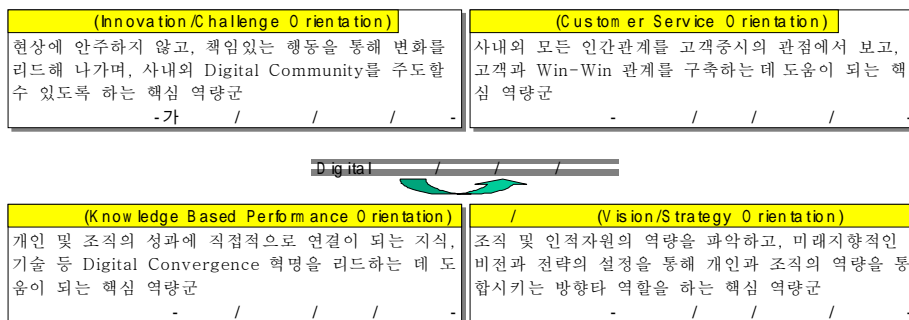 (Innovation/Challenge Orientation)
현상에 안주하지 않고, 책임있는 행동을 통해 변화를
리드해 나가며, 사내외 Digital Community를 주도할
수 있도록 하는 핵심 역량군
-가 / / / -
(Customer Service Orientation)
사내외 모든 인간관계를 고객중시의 관점에서 보고,
고객과 Win-Win 관계를 구축하는 데 도움이 되는 핵
심 역량군
- / / / -
Digital / / /
(Knowledge Based Performance Orientation)
개인 및 조직의 성과에 직접적으로 연결이 되는 지식,
기술 등 Digital Convergence 혁명을 리드하는 데 도
움이 되는 핵심 역량군
- / / / -
/ (Vision/Strategy Orientation)
조직 및 인적자원의 역량을 파악하고, 미래지향적인
비전과 전략의 설정을 통해 개인과 조직의 역량을 통
합시키는 방향타 역할을 하는 핵심 역량군
- / / / -